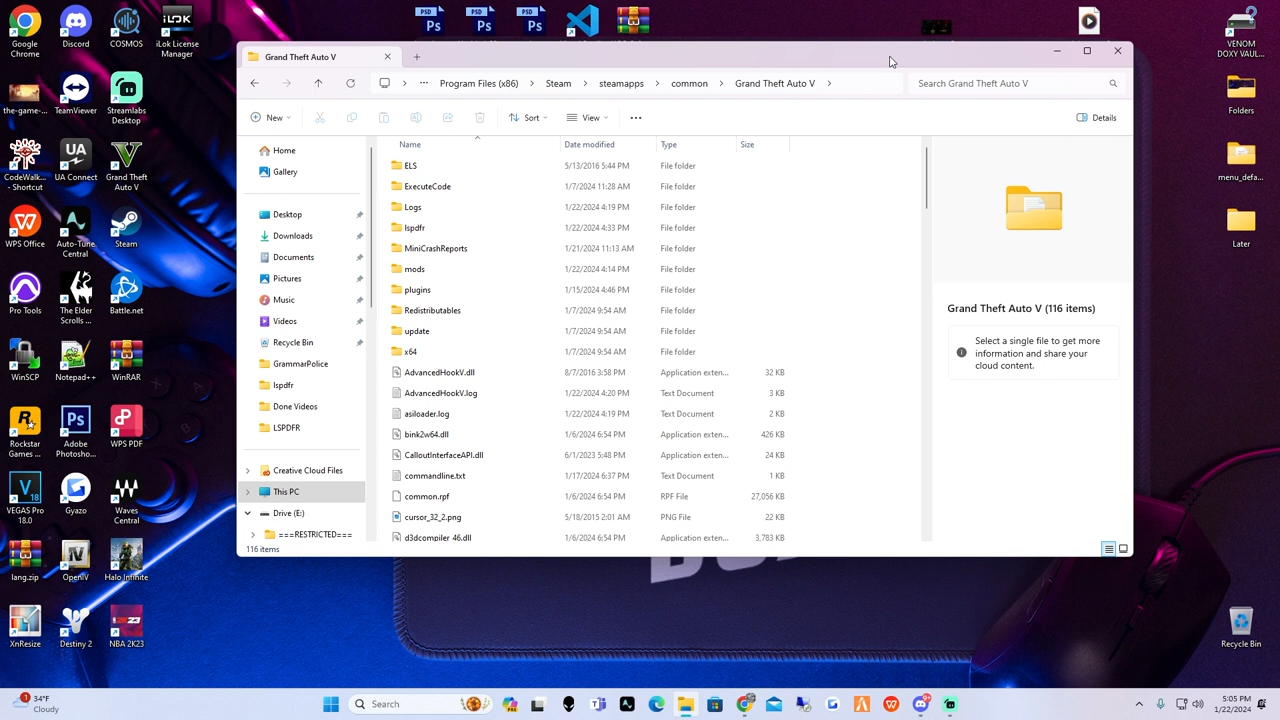 Google
Chrome
Discord
COSMOS
iLok License
Manager
iLOK
the-game-...
TeamViewer
Streamlabs
Desktop
CodeWalk...
- Shortcut
UA Connect
Grand Theft
Auto V
WPS Office
Auto-Tune
Central
Steam
Pro Tools
The Elder
Scrolls ...
Battle.net
WinSCP
Notepad++
WinRAR
Rockstar
Games ...
Adobe
Photosho...
WPS PDF
VEGAS Pro
18.0
Gyazo
Waves
Central
lang.zip
OpenIV
Halo Infinite
XnResize
Destiny 2
NBA 2K23
PSD
Ps
PSD
Ps
PSD
Ps
VENOM
DOXY VAUL...
Folders
menu_defa...
Later
Recycle Bin
Grand Theft Auto V
Program Files (x86)
Steam
steamapps
common
Grand Theft Auto V
Search Grand Theft Auto V
New
Sort
View
Details
Home
Gallery
Desktop
Downloads
Documents
Pictures
Music
Videos
Recycle Bin
GrammarPolice
lspdfr
Done Videos
LSPDFR
Creative Cloud Files
This PC
Drive (E:)
===RESTRICTED===
Name Date modified Type Size
ELS 5/13/2016 5:44 PM File folder
ExecuteCode 1/7/2024 11:28 AM File folder
Logs 1/22/2024 4:19 PM File folder
lspdfr 1/22/2024 4:33 PM File folder
MiniCrashReports 1/21/2024 11:13 AM File folder
mods 1/22/2024 4:14 PM File folder
plugins 1/15/2024 4:46 PM File folder
Redistributables 1/7/2024 9:54 AM File folder
update 1/7/2024 9:54 AM File folder
x64 1/7/2024 9:54 AM File folder
AdvancedHookV.dll 8/7/2016 3:58 PM Application exten... 32 KB
AdvancedHookV.log 1/22/2024 4:20 PM Text Document 3 KB
asiloader.log 1/22/2024 4:19 PM Text Document 2 KB
bink2w64.dll 1/6/2024 6:54 PM Application exten... 426 KB
CalloutInterfaceAPI.dll 6/1/2023 5:48 PM Application exten... 24 KB
commandline.txt 1/17/2024 6:37 PM Text Document 1 KB
common.rpf 1/6/2024 6:54 PM RPF File 27,056 KB
cursor_32_2.png 5/18/2015 2:01 AM PNG File 22 KB
d3dcompiler_46.dll 1/6/2024 6:54 PM Application exten... 3,783 KB
Grand Theft Auto V (116 items)
Select a single file to get more
information and share your
cloud content.
116 items
34°F
Cloudy
Search
5:05 PM
1/22/2024